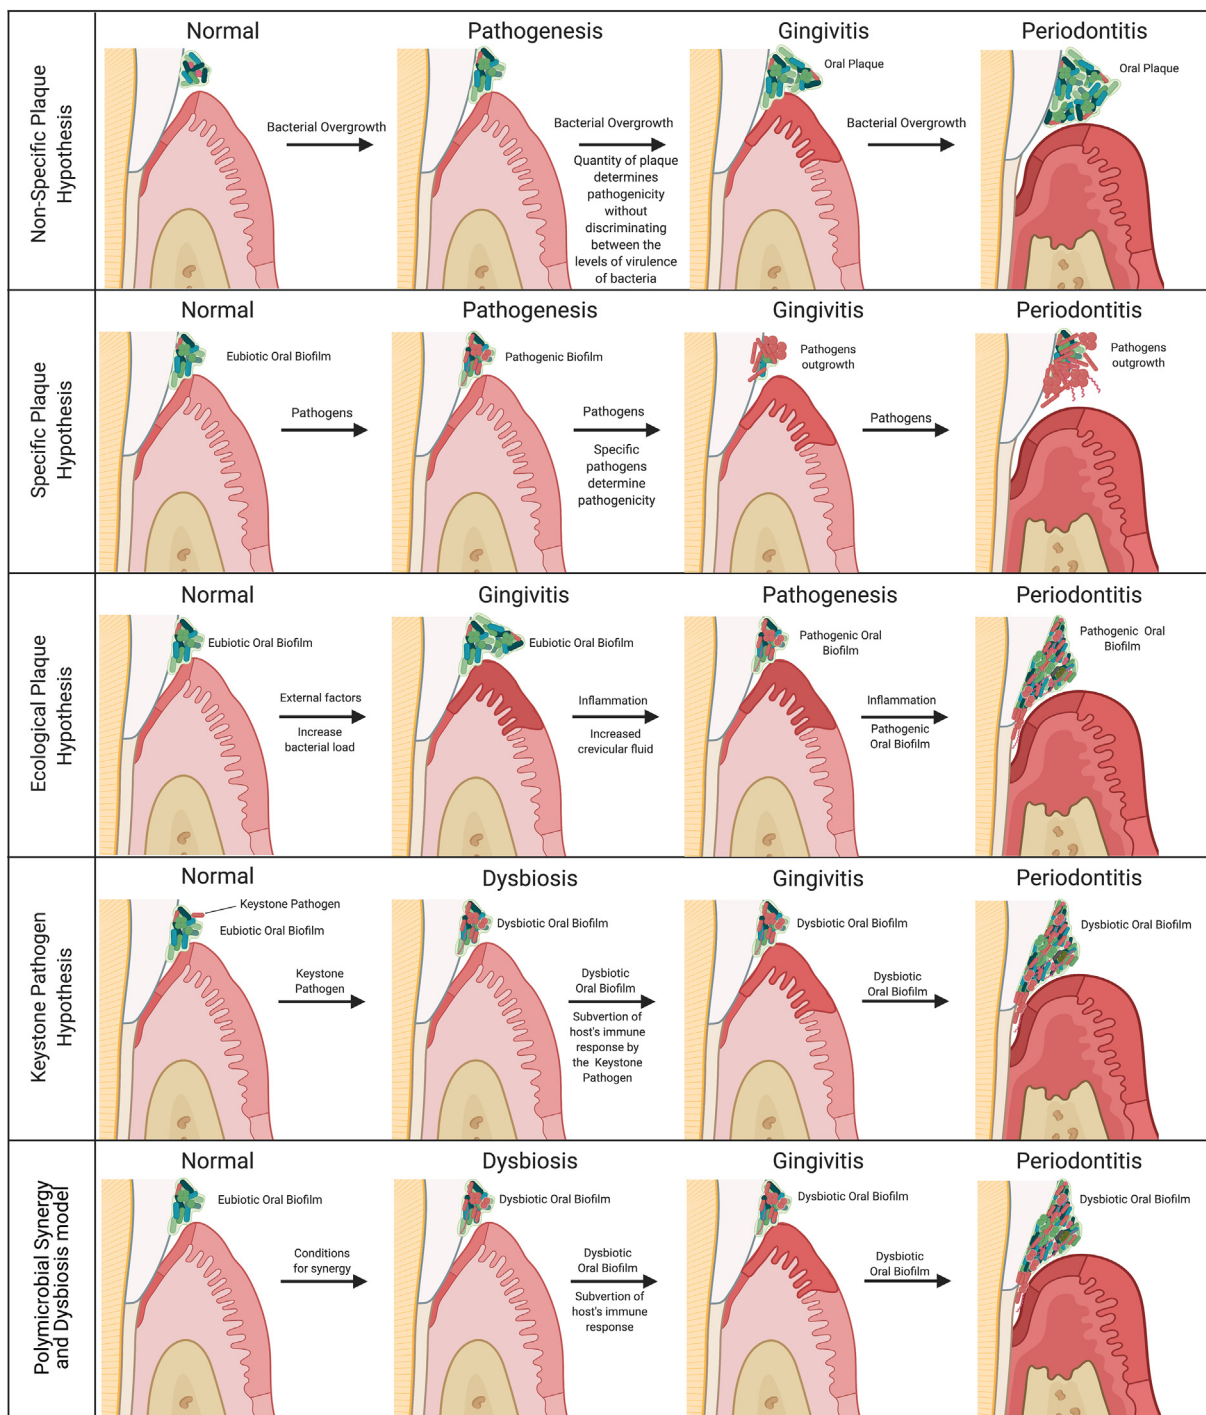 Non-Specific Plaque
Hypothesis
Normal
Bacterial Overgrowth
Pathogenesis
Bacterial Overgrowth
Quantity of plaque
determines
pathogenicity
without
discriminating
between the
levels of virulence
of bacteria
Gingivitis
Oral Plaque
Bacterial Overgrowth
Periodontitis
Oral Plaque
Specific Plaque
Hypothesis
Normal
Eubiotic Oral Biofilm
Pathogens
Pathogenesis
Pathogenic Biofilm
Pathogens
Specific
pathogens
determine
pathogenicity
Gingivitis
Pathogens
outgrowth
Pathogens
Periodontitis
Pathogens
outgrowth
Ecological Plaque
Hypothesis
Normal
Eubiotic Oral Biofilm
External factors
Increase
bacterial load
Gingivitis
Eubiotic Oral Biofilm
Inflammation
Increased
crevicular fluid
Pathogenesis
Pathogenic Oral
Biofilm
Inflammation
Pathogenic
Oral Biofilm
Periodontitis
Pathogenic Oral
Biofilm
Keystone Pathogen
Hypothesis
Normal
Keystone Pathogen
Eubiotic Oral Biofilm
Keystone
Pathogen
Dysbiosis
Dysbiotic Oral Biofilm
Dysbiotic
Oral Biofilm
Subvertion of
host's immune
response by
the Keystone
Pathogen
Gingivitis
Dysbiotic Oral Biofilm
Dysbiotic
Oral Biofilm
Periodontitis
Dysbiotic Oral Biofilm
Polymicrobial Synergy
and Dysbiosis model
Normal
Eubiotic Oral Biofilm
Conditions
for synergy
Dysbiosis
Dysbiotic Oral Biofilm
Dysbiotic
Oral Biofilm
Subvertion of
host's immune
response
Gingivitis
Dysbiotic Oral Biofilm
Dysbiotic
Oral Biofilm
Periodontitis
Dysbiotic Oral Biofilm